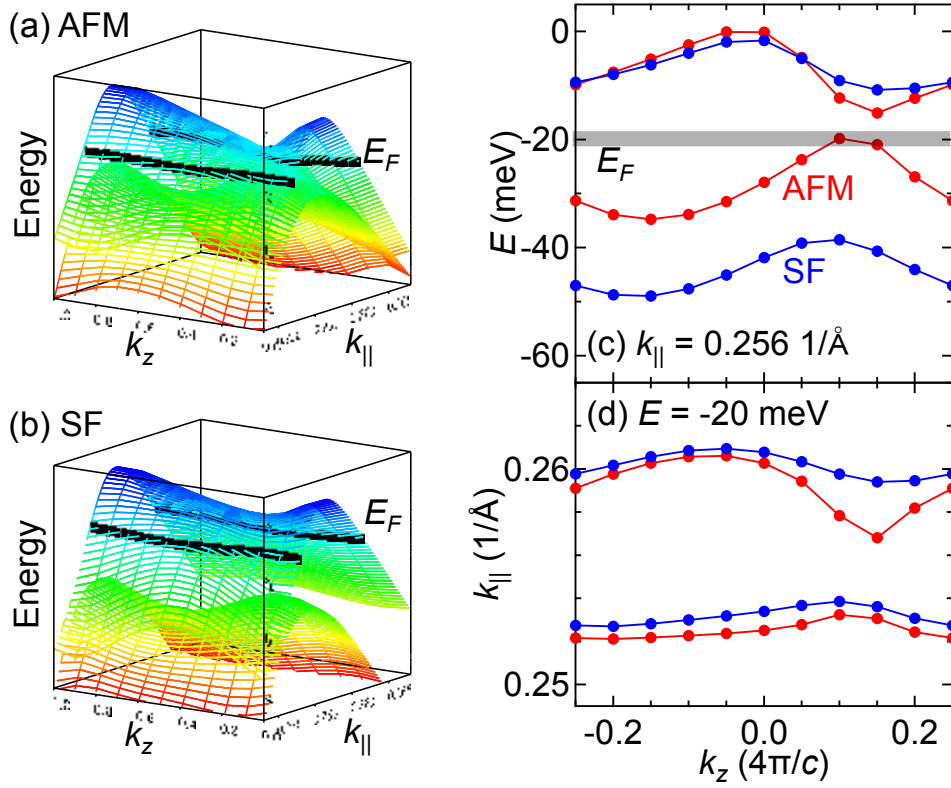 (a) AFM
Energy
E_F
k_z
k_||
(b) SF
Energy
E_F
k_z
k_||
0
-20
-40
-60
E (meV)
E_F
AFM
SF
(c) k_|| = 0.256 1/Å
(d) E = -20 meV
0.26
0.25
k_|| (1/Å)
-0.2 0.0 0.2
k_z (4π/c)